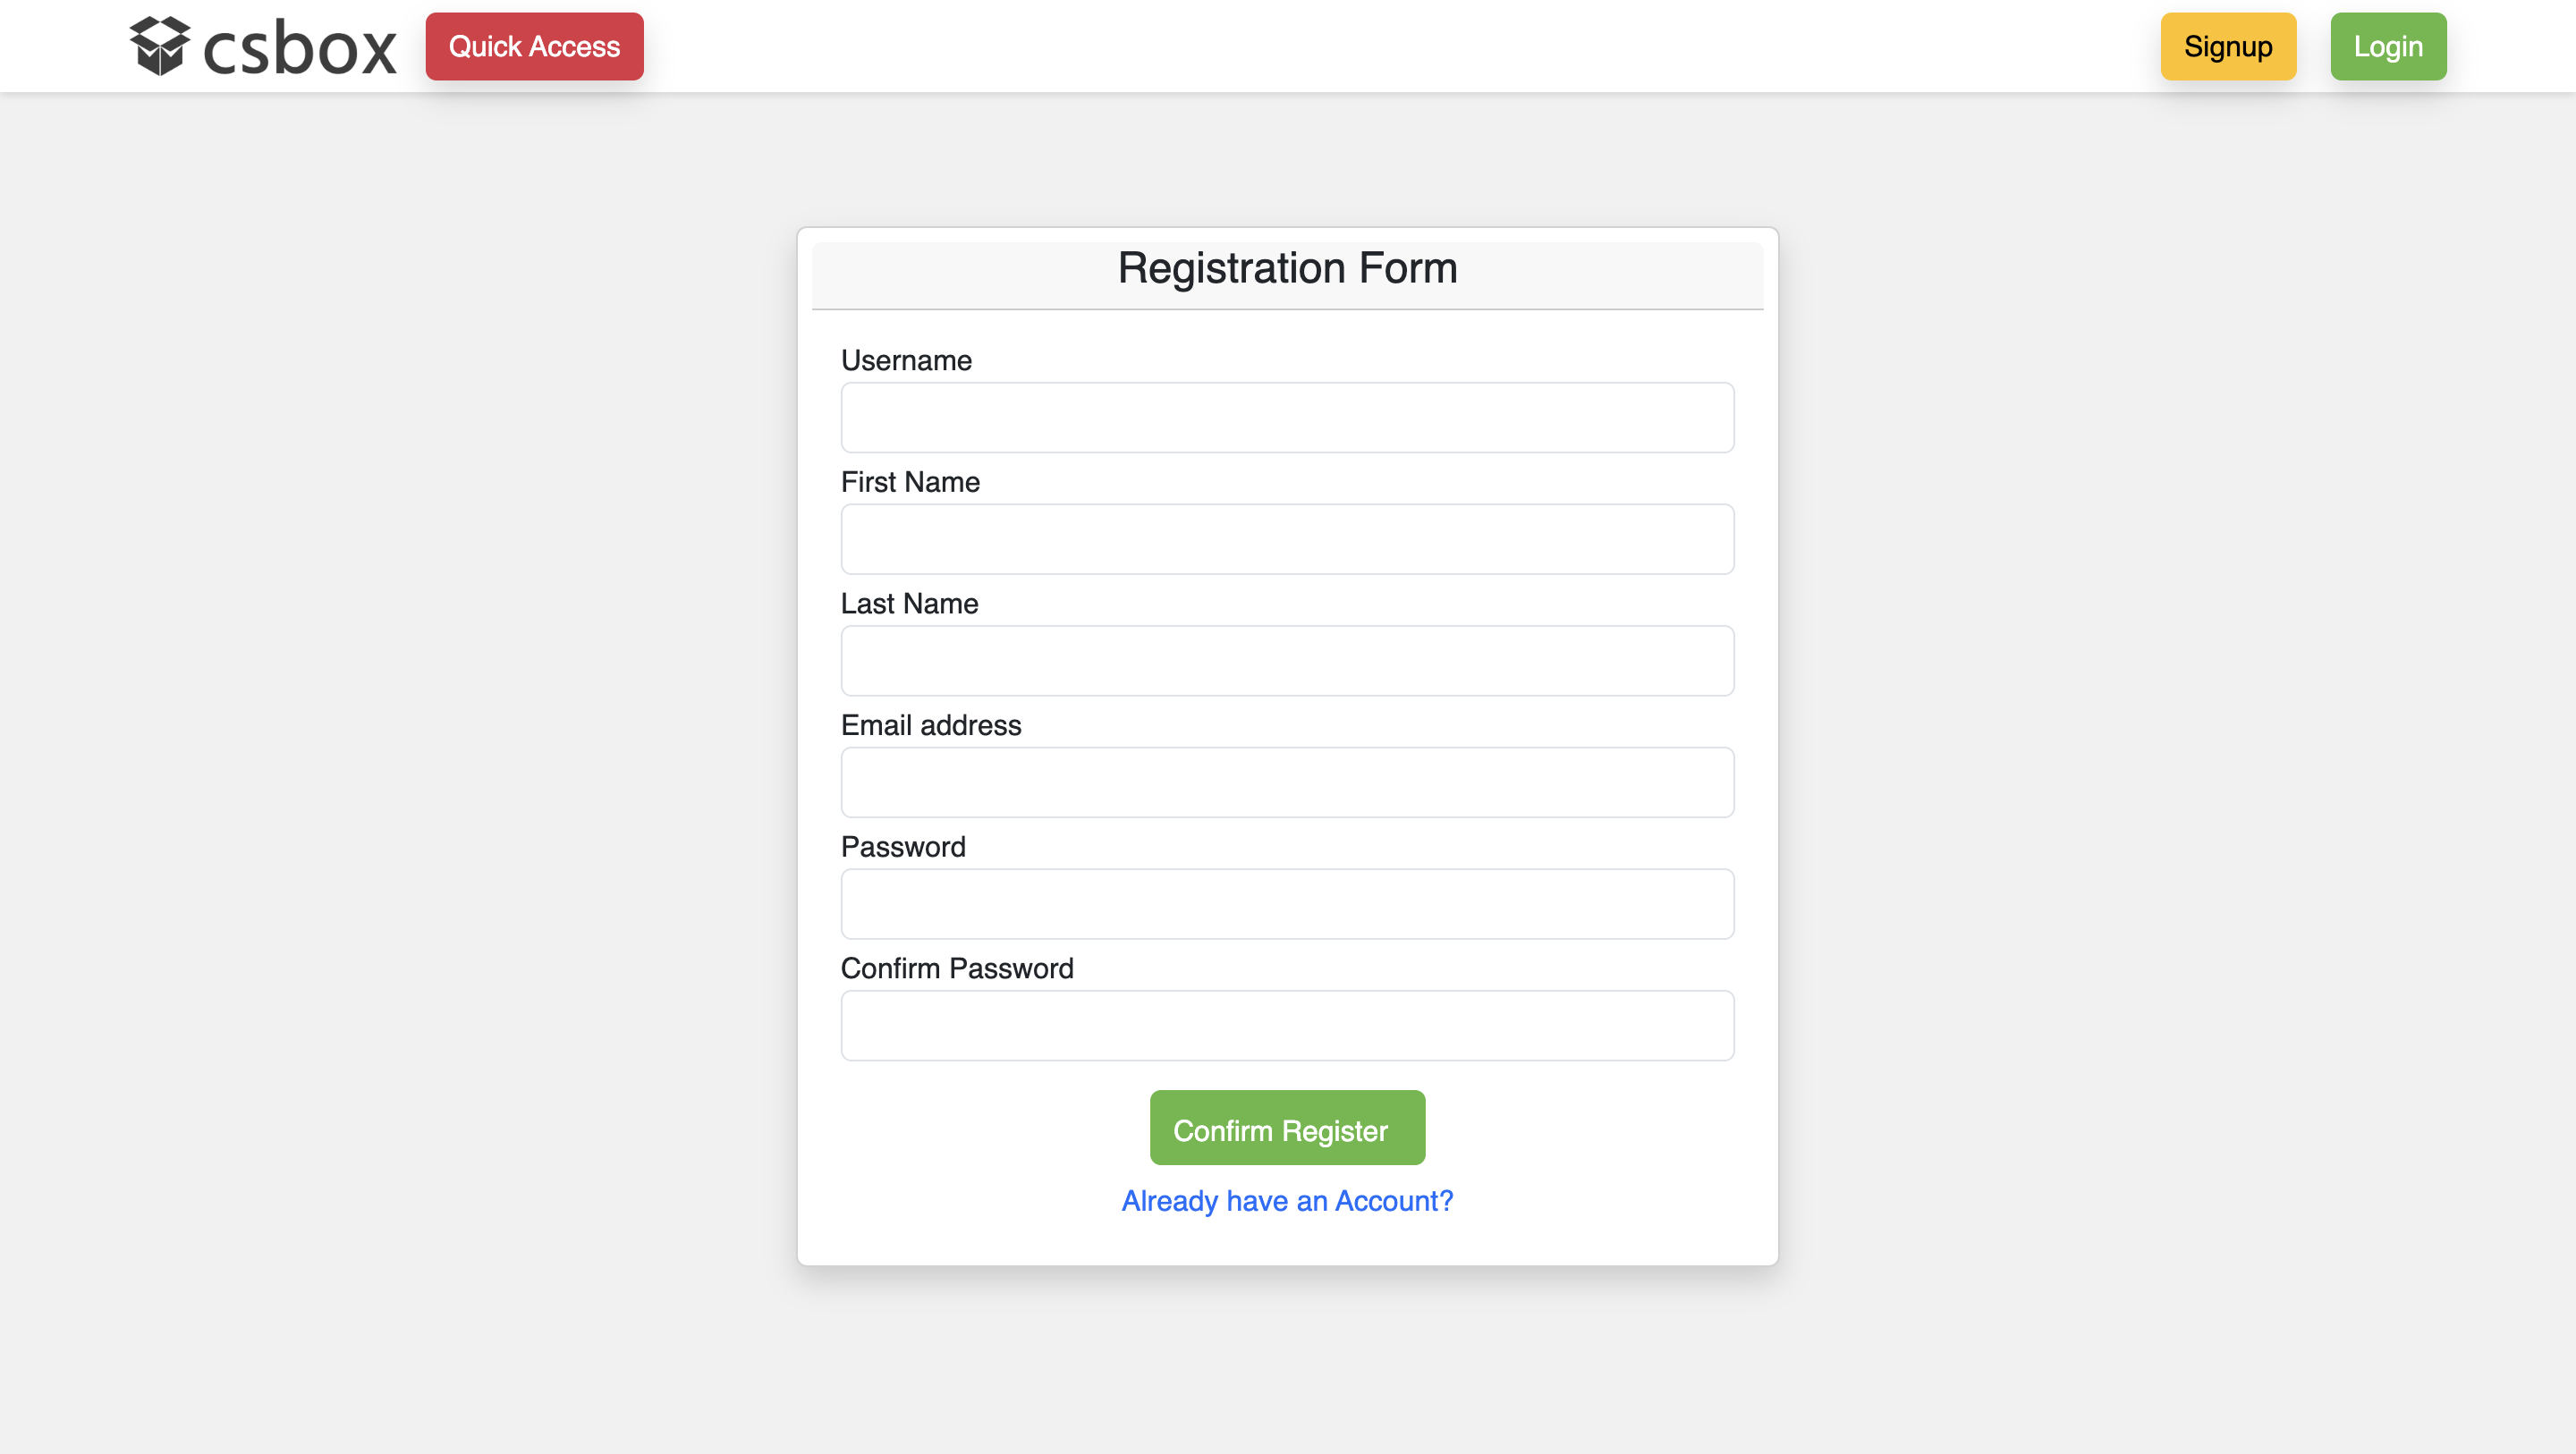 csbox
Quick Access
Signup
Login
Registration Form
Username
First Name
Last Name
Email address
Password
Confirm Password
Confirm Register
Already have an Account?